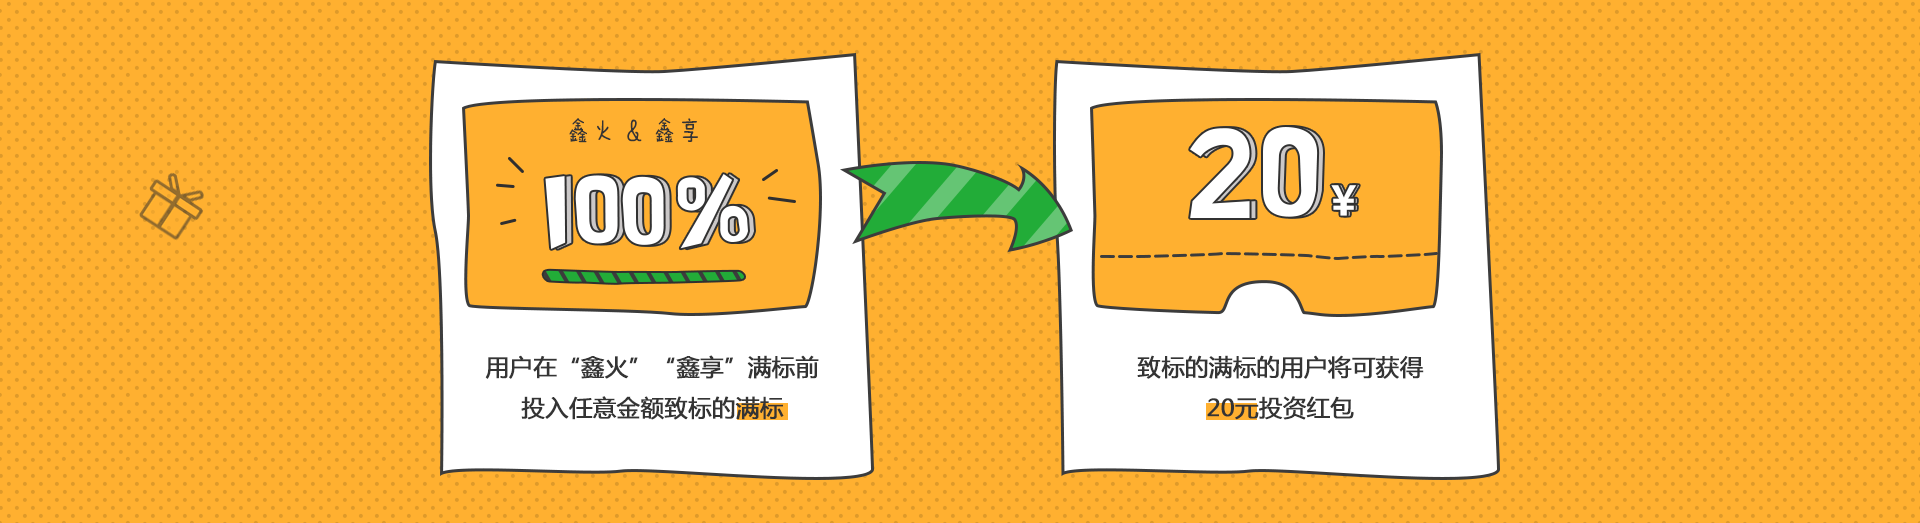 鑫火 & 鑫享
100%
用户在“鑫火”“鑫享”满标前
投入任意金额致标的满标
20¥
致标的满标的用户将可获得
20元投资红包